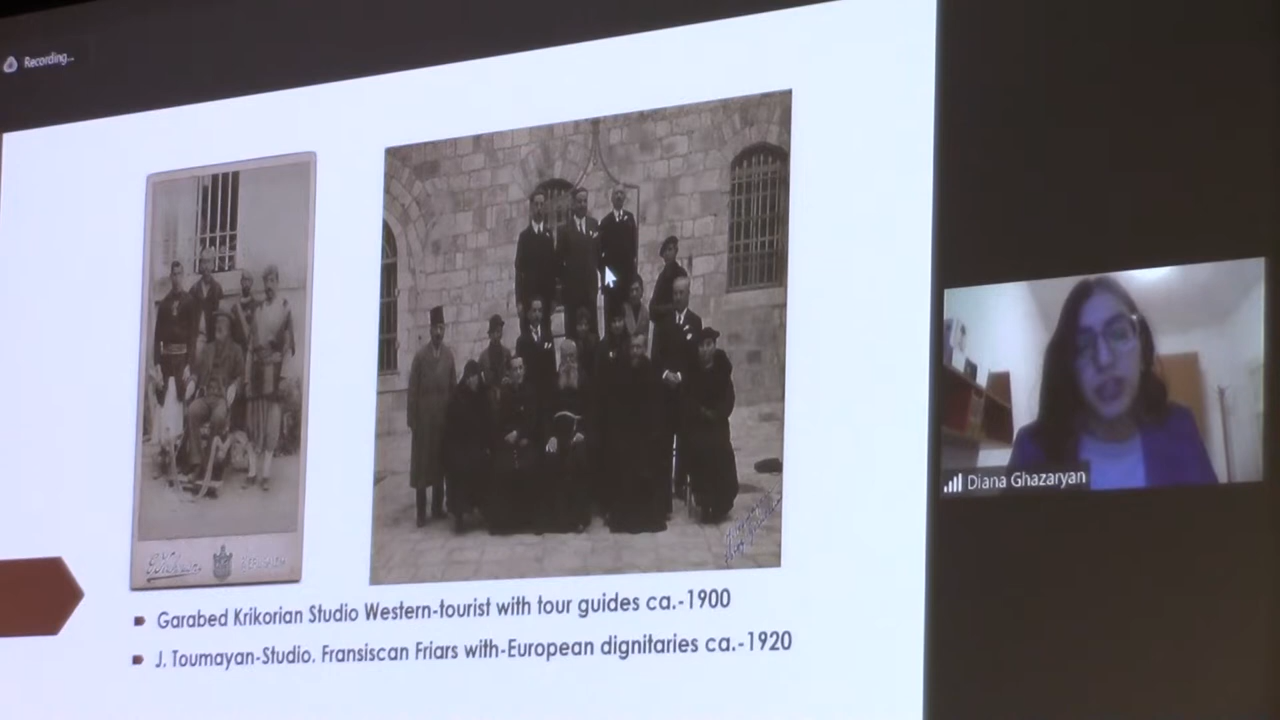 Recording...
Garabed Krikorian Studio Western-tourist with tour guides ca.-1900
J. Toumayan-Studio. Fransiscan Friars with-European dignitaries ca.-1920
Diana Ghazaryan